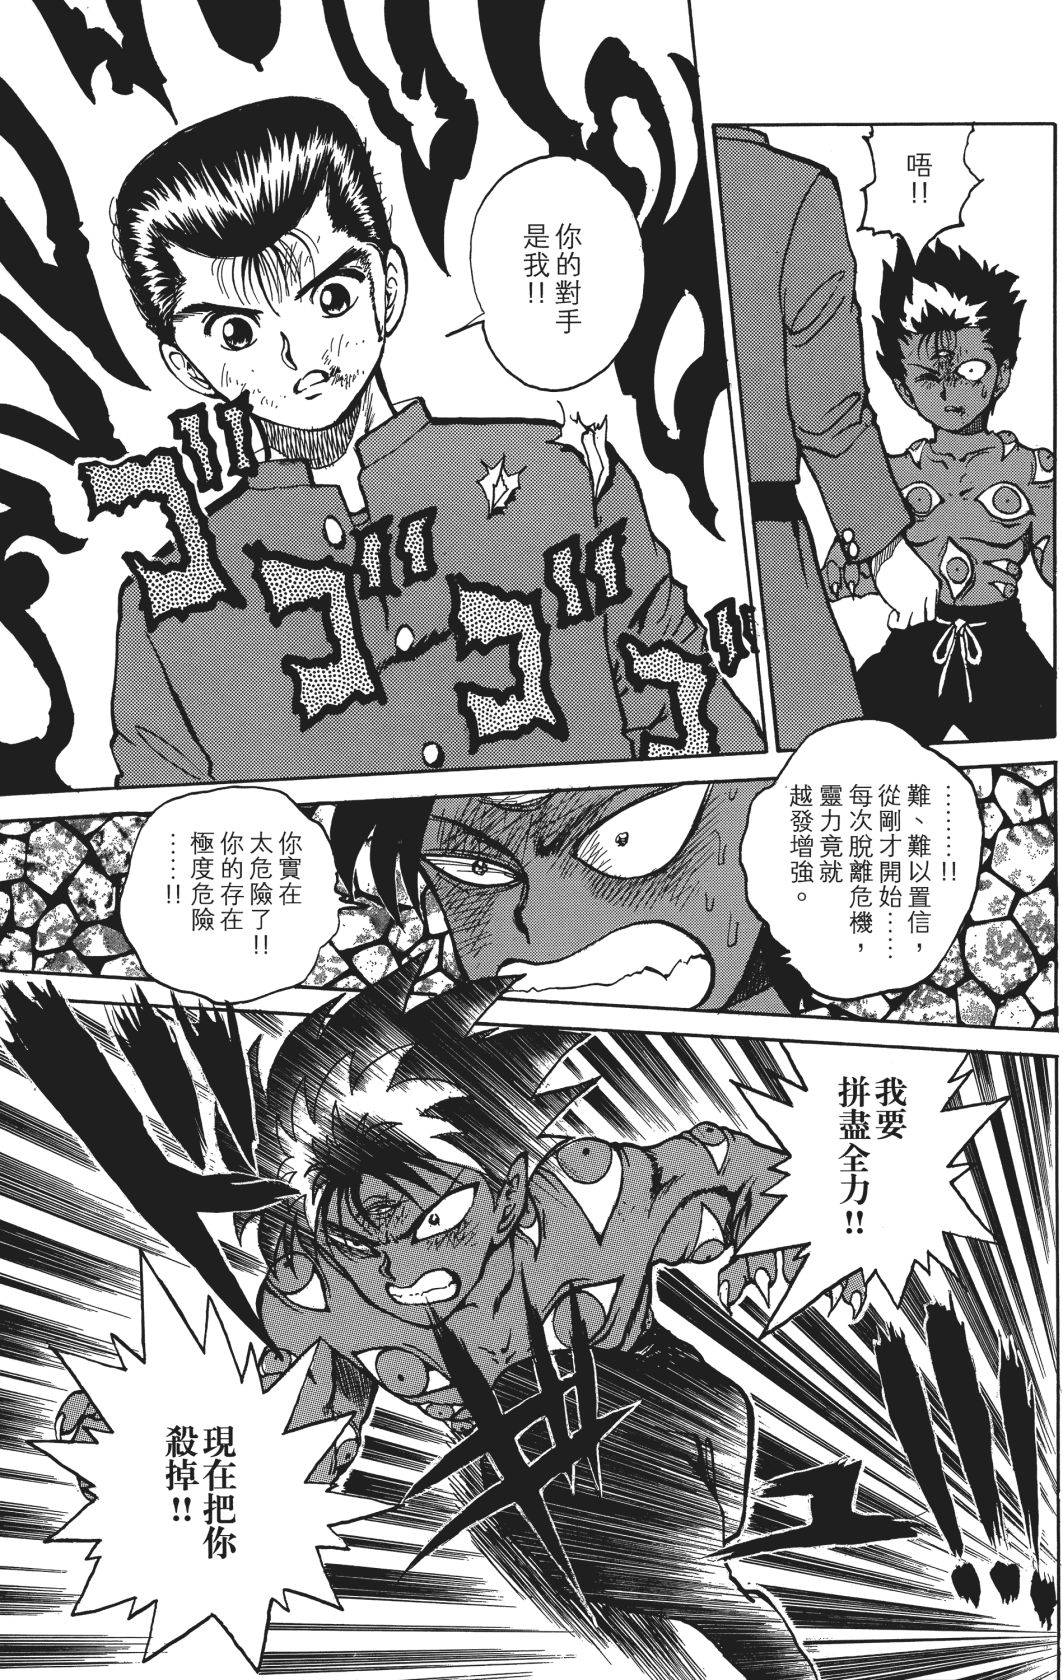 唔!!
你的對手
是我!!
ゴゴゴゴ
………!!
難、難以置信，
從剛才開始……
每次脫離危機，
靈力竟就
越發增強。
你實在
太危險了!!
你的存在
極度危險
……!!
我要
拼盡全力!!
現在把你
殺掉!!